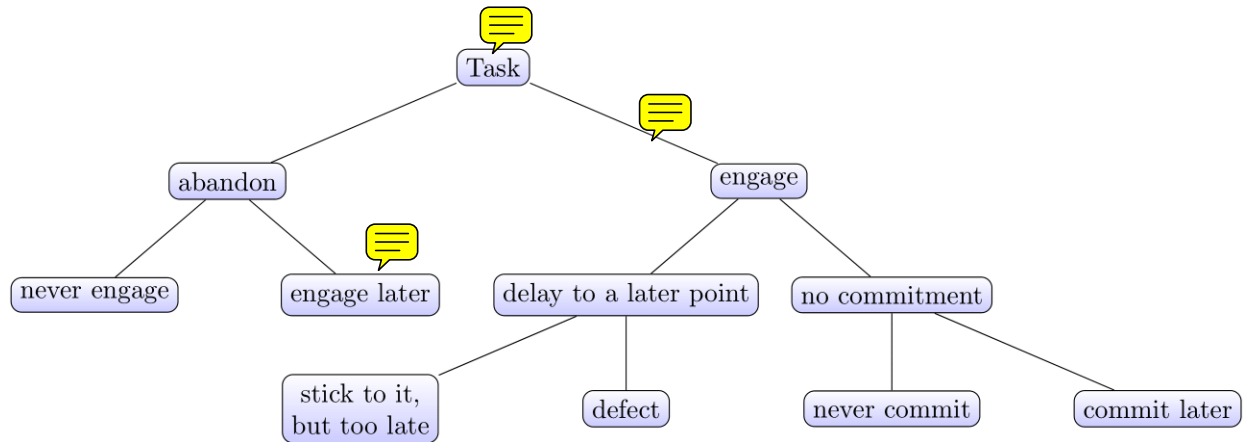 Task
abandon
engage
never engage
engage later
delay to a later point
no commitment
stick to it,
but too late
defect
never commit
commit later